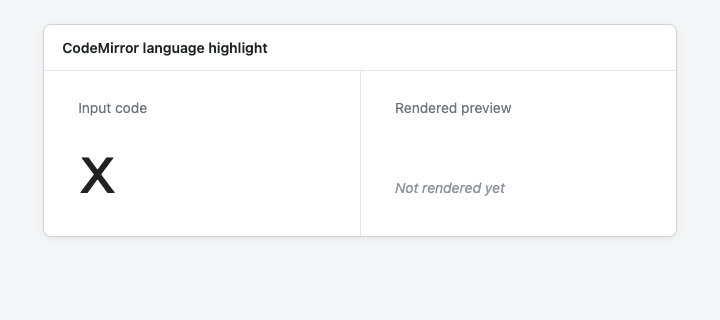 CodeMirror language highlight
Input code
Rendered preview
X
Not rendered yet